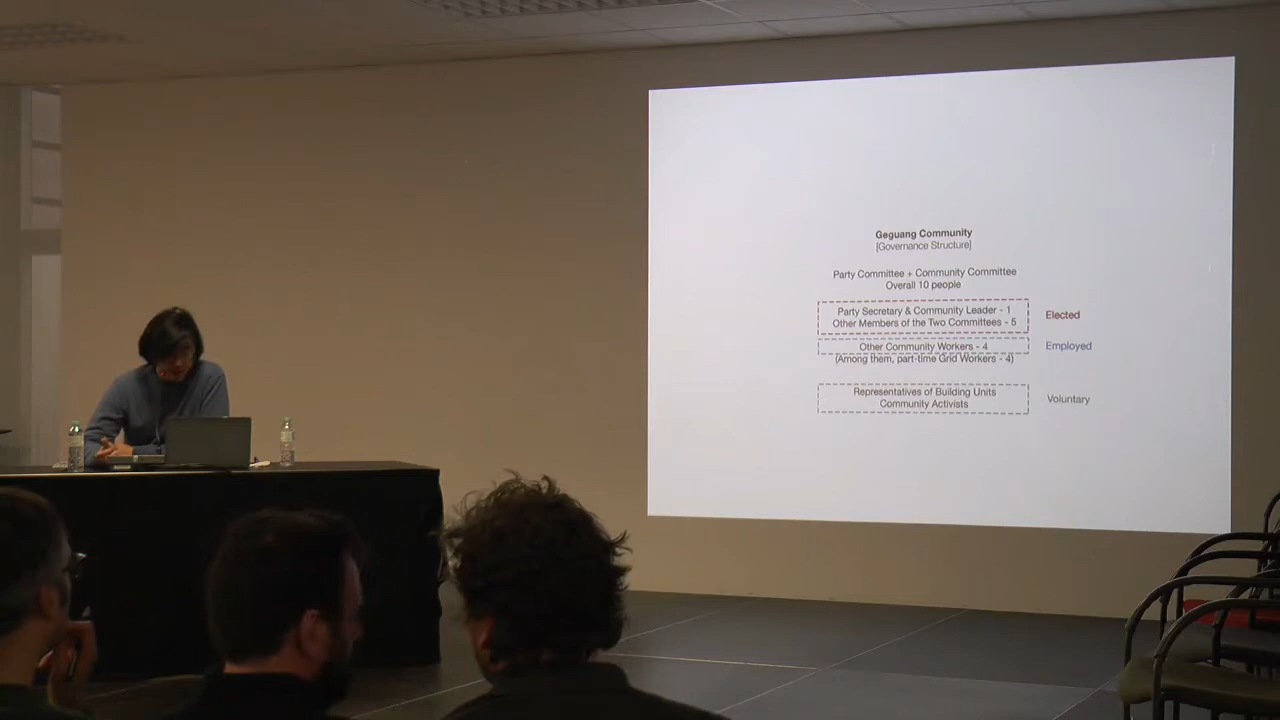 Geguang Community
[Governance Structure]
Party Committee + Community Committee
Overall 10 people
Party Secretary & Community Leader - 1
Other Members of the Two Committees - 5
Elected
Other Community Workers - 4
Employed
(Among them, part-time Grid Workers - 4)
Representatives of Building Units
Community Activists
Voluntary